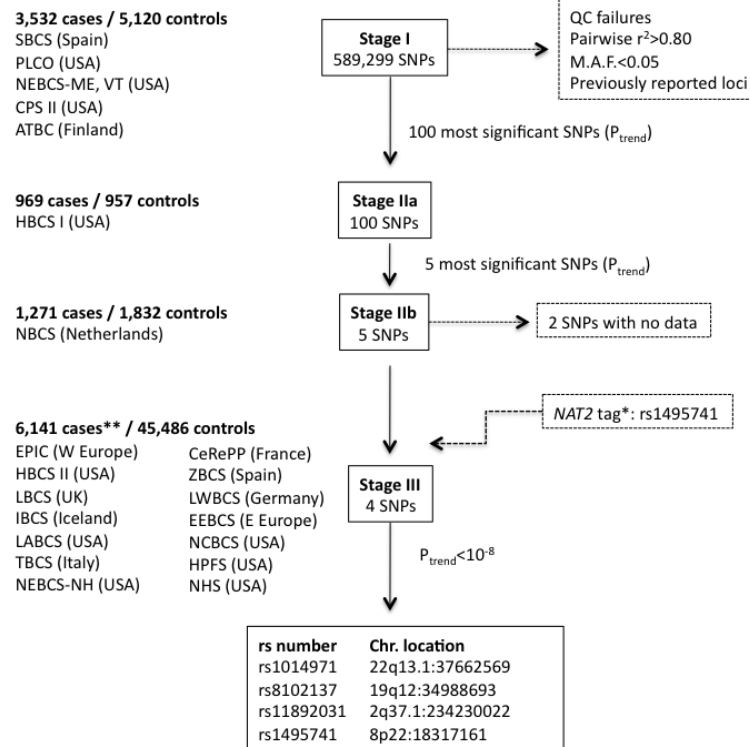 3,532 cases / 5,120 controls
SBCS (Spain)
PLCO (USA)
NEBCS-ME, VT (USA)
CPS II (USA)
ATBC (Finland)
Stage I
589,299 SNPs
QC failures
Pairwise r²>0.80
M.A.F.<0.05
Previously reported loci
100 most significant SNPs (Ptrend)
969 cases / 957 controls
HBCS I (USA)
Stage IIa
100 SNPs
5 most significant SNPs (Ptrend)
1,271 cases / 1,832 controls
NBCS (Netherlands)
Stage IIb
5 SNPs
2 SNPs with no data
NAT2 tag*: rs1495741
6,141 cases** / 45,486 controls
EPIC (W Europe)
HBCS II (USA)
LBCS (UK)
IBCS (Iceland)
LABCS (USA)
TBCS (Italy)
NEBCS-NH (USA)
CeRePP (France)
ZBCS (Spain)
LWBCS (Germany)
EEBCS (E Europe)
NCBCS (USA)
HPFS (USA)
NHS (USA)
Stage III
4 SNPs
Ptrend<10⁻⁸
rs number Chr. location
rs1014971 22q13.1:37662569
rs8102137 19q12:34988693
rs11892031 2q37.1:234230022
rs1495741 8p22:18317161